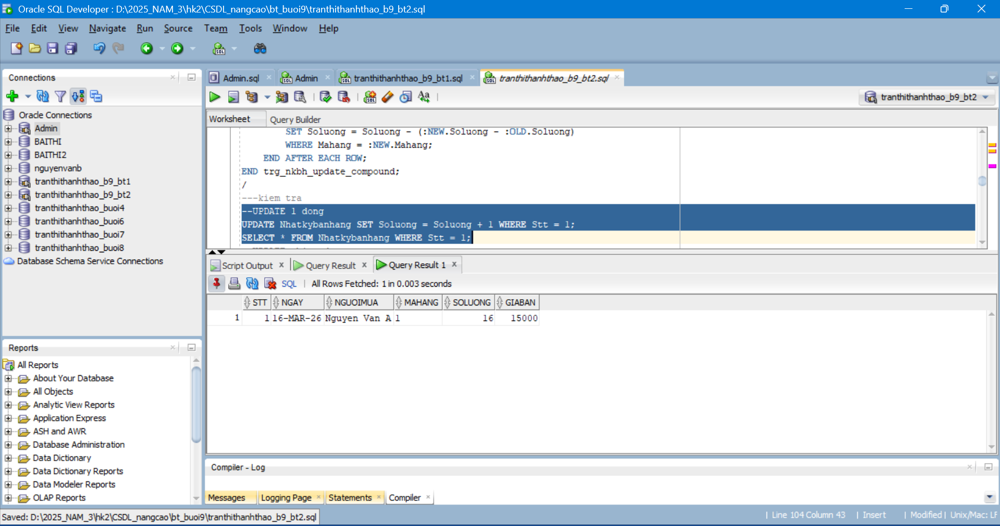 Oracle SQL Developer : D:\2025_NAM_3\hk2\CSDL_nangcao\bt_buoi9\tranthithanhthao_b9_bt2.sql
File Edit View Navigate Run Source Team Tools Window Help
Connections
Oracle Connections
Admin
BAITHI
BAITHI2
nguyenvanb
tranthithanhthao_b9_bt1
tranthithanhthao_b9_bt2
tranthithanhthao_buoi4
tranthithanhthao_buoi6
tranthithanhthao_buoi7
tranthithanhthao_buoi8
Database Schema Service Connections
Reports
All Reports
About Your Database
All Objects
Analytic View Reports
Application Express
ASH and AWR
Database Administration
Data Dictionary
Data Dictionary Reports
Data Modeler Reports
OLAP Reports
Admin.sql Admin tranthithanhthao_b9_bt1.sql tranthithanhthao_b9_bt2.sql
tranthithanhthao_b9_bt2
Worksheet Query Builder
SET Soluong = Soluong - (:NEW.Soluong - :OLD.Soluong)
WHERE Mahang = :NEW.Mahang;
END AFTER EACH ROW;
END trg_nkbh_update_compound;
/
---kiem tra
--UPDATE 1 dong
UPDATE Nhatkybanhang SET Soluong = Soluong + 1 WHERE Stt = 1;
SELECT * FROM Nhatkybanhang WHERE Stt = 1;
Script Output Query Result Query Result 1
SQL All Rows Fetched: 1 in 0.003 seconds
STT NGAY NGUOIMUA MAHANG SOLUONG GIABAN
1 1 16-MAR-26 Nguyen Van A 1 16 15000
Compiler - Log
Messages Logging Page Statements Compiler
Saved: D:\2025_NAM_3\hk2\CSDL_nangcao\bt_buoi9\tranthithanhthao_b9_bt2.sql
| Line 104 Column 43 | Insert | Modified | Unix/Mac: LF